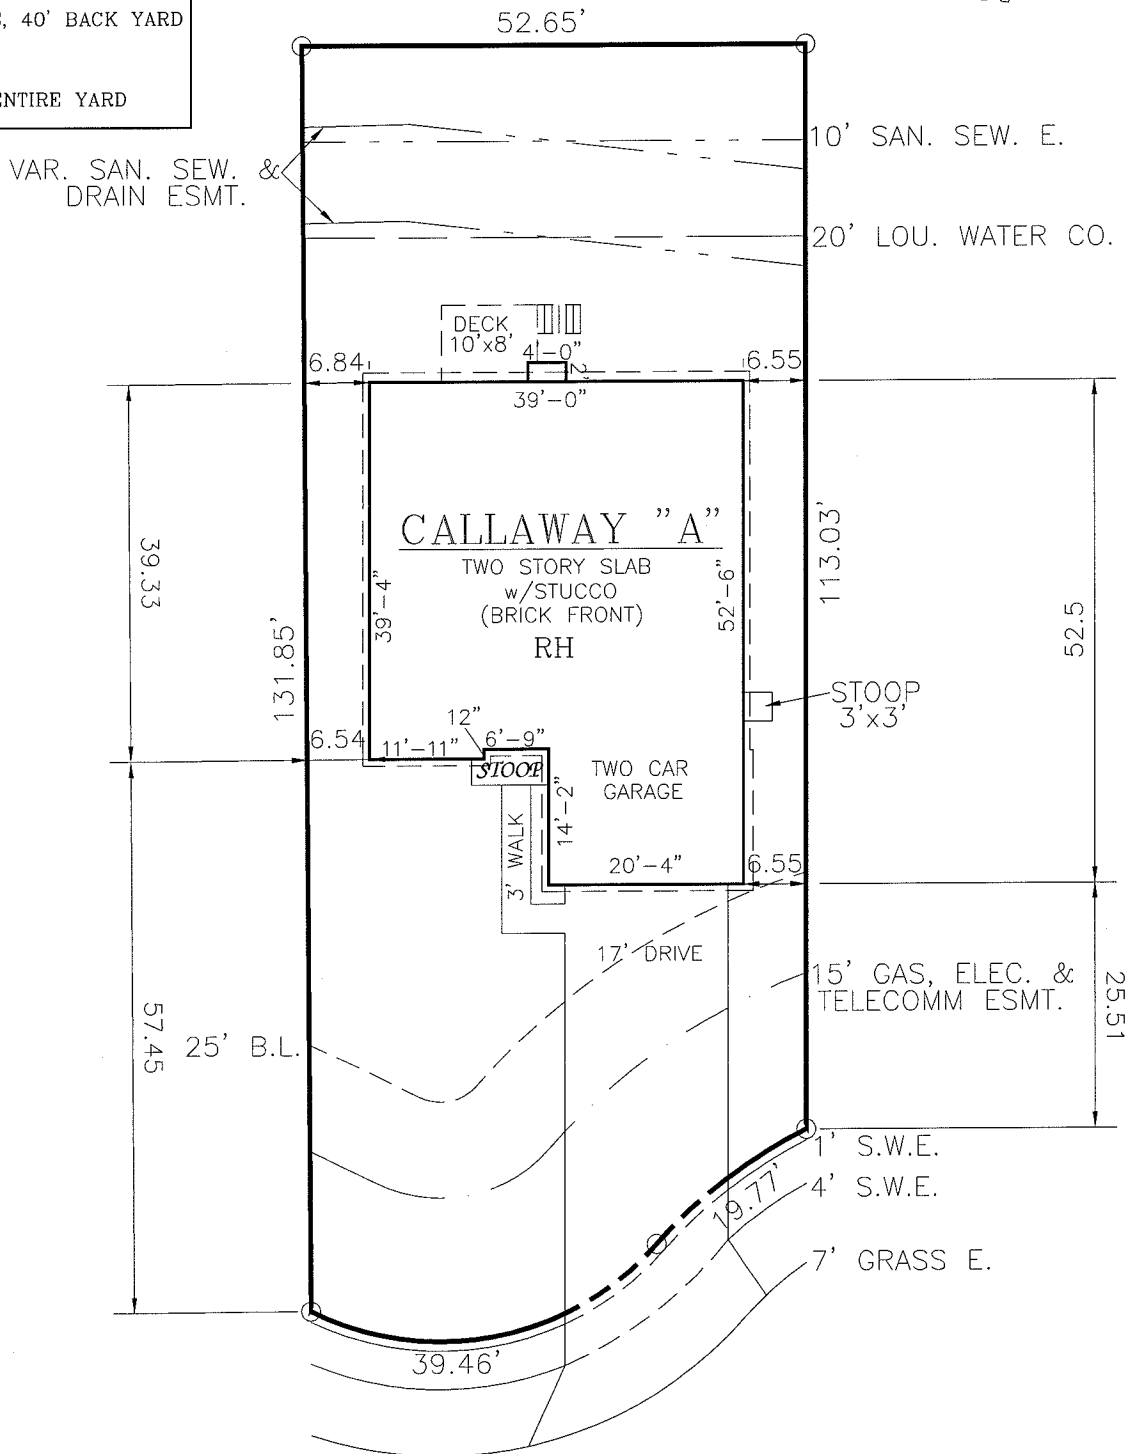 , 40' BACK YARD
ENTIRE YARD
52.65'
10' SAN. SEW. E.
VAR. SAN. SEW. &
DRAIN ESMT.
20' LOU. WATER CO.
DECK
10'x8'
4'-0"
2'
6.84
6.55
39'-0"
CALLAWAY "A"
TWO STORY SLAB
w/STUCCO
(BRICK FRONT)
RH
39.33
39'-4"
52'-6"
113.03'
52.5
131.85'
STOOP
3'x3'
12"
6'-9"
6.54
11'-11"
STOOP
TWO CAR
GARAGE
14'-2"
3' WALK
20'-4"
6.55
17' DRIVE
15' GAS, ELEC. &
TELECOMM ESMT.
25.51
57.45
25' B.L.
1' S.W.E.
19.77'
4' S.W.E.
7' GRASS E.
39.46'